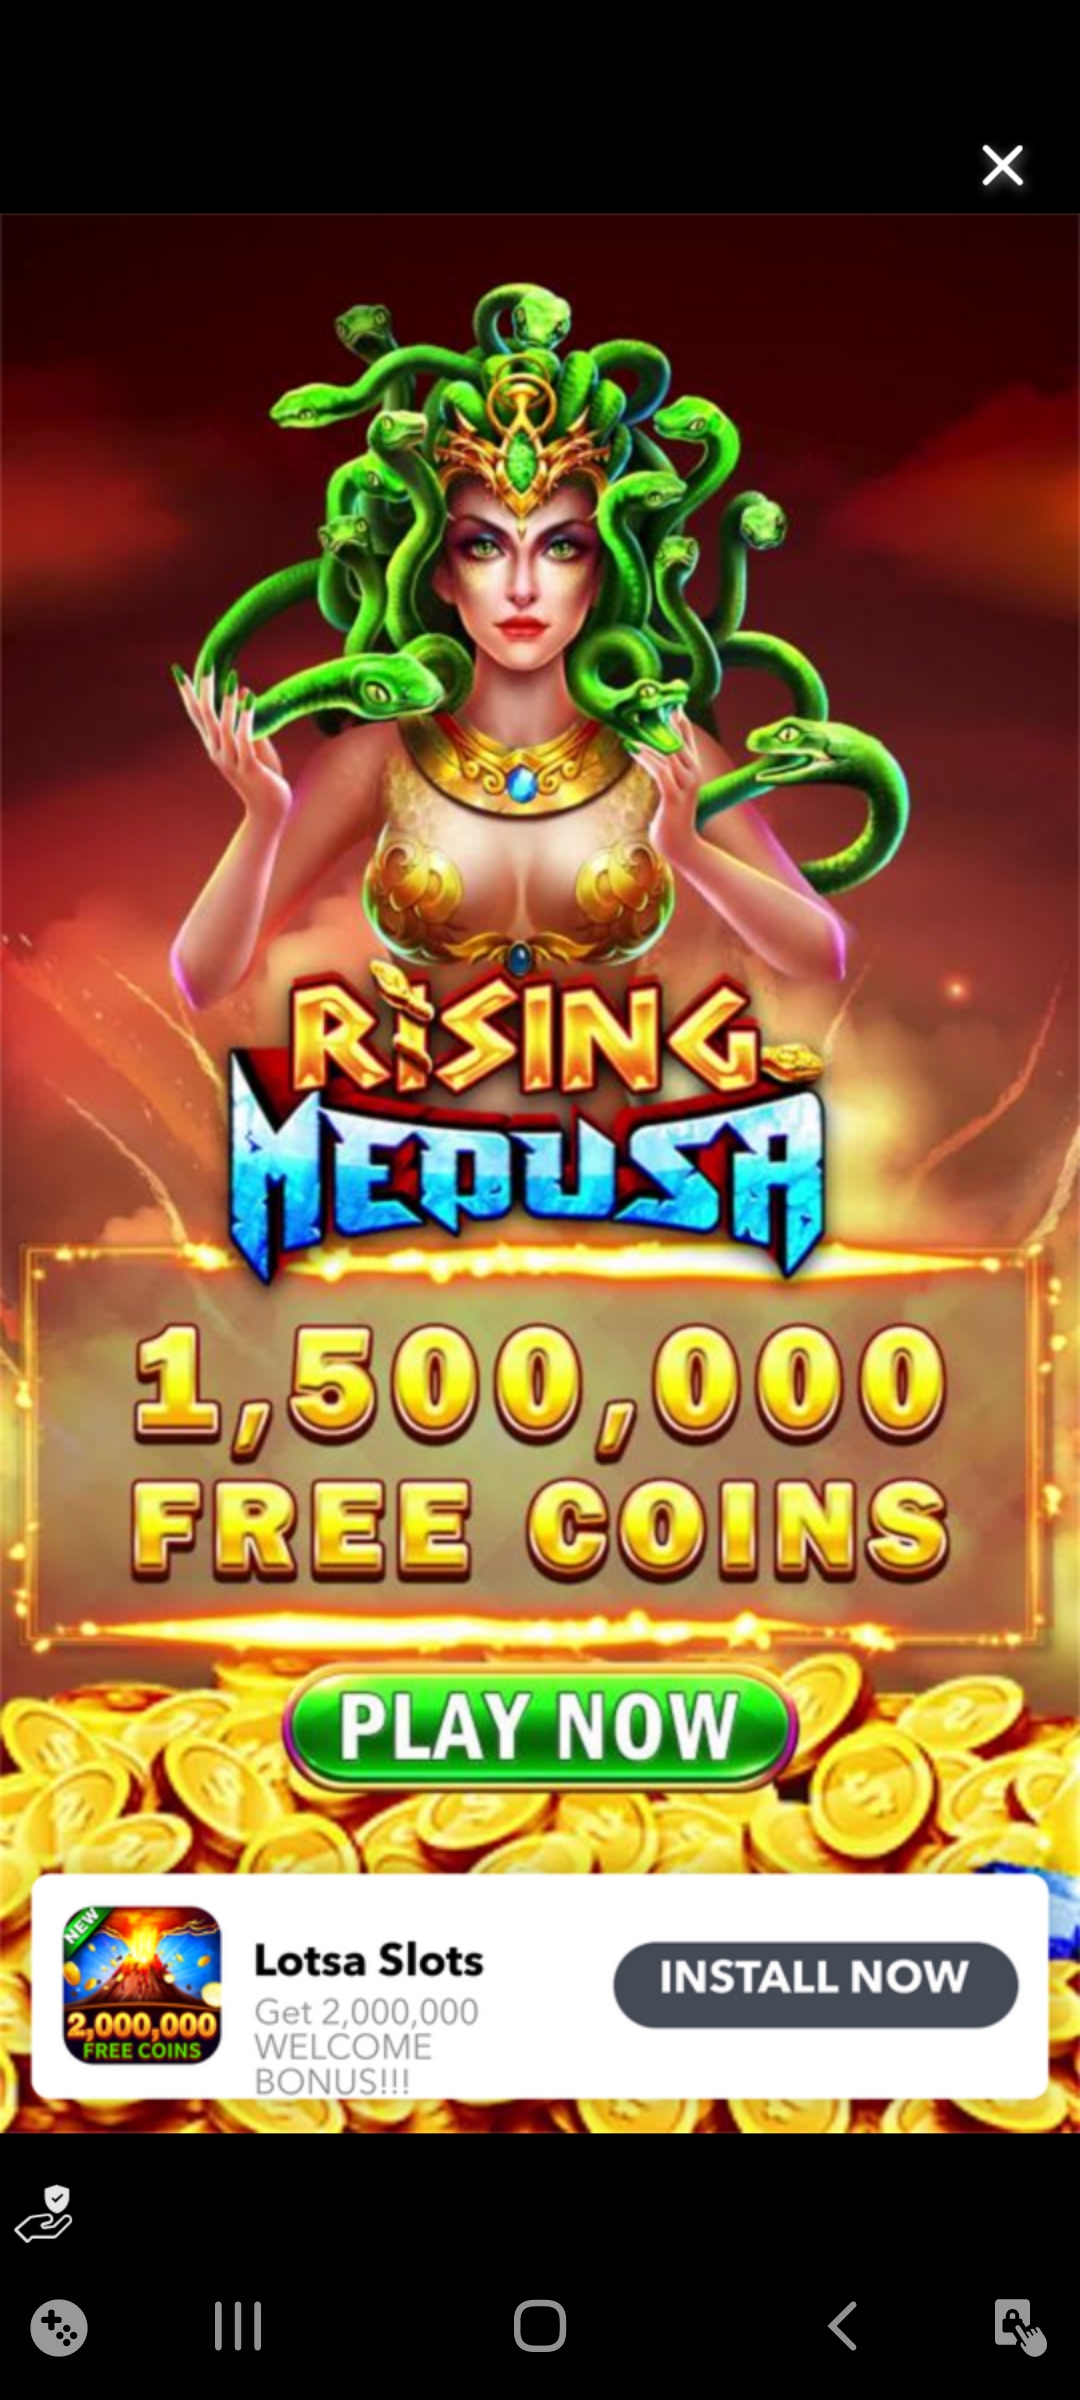 RISING
MEDUSA
1,500,000
FREE COINS
PLAY NOW
NEW
2,000,000
FREE COINS
Lotsa Slots
Get 2,000,000
WELCOME
BONUS!!!
INSTALL NOW